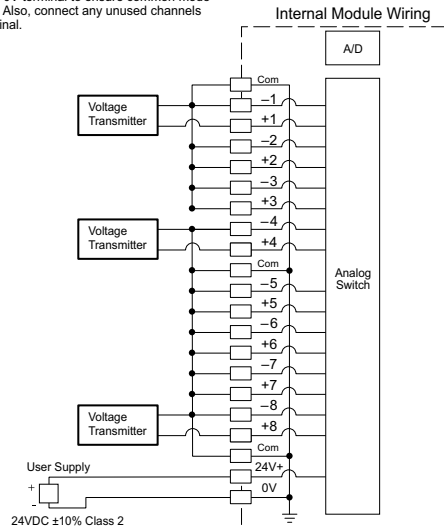 Also, connect any unused channels
inal.
Internal Module Wiring
A/D
Com
–1
Voltage
Transmitter
+1
–2
+2
–3
+3
–4
Voltage
Transmitter
+4
Com
Analog
Switch
–5
+5
–6
+6
–7
+7
–8
Voltage
Transmitter
+8
Com
User Supply
24V+
+
0V
-
24VDC ±10% Class 2